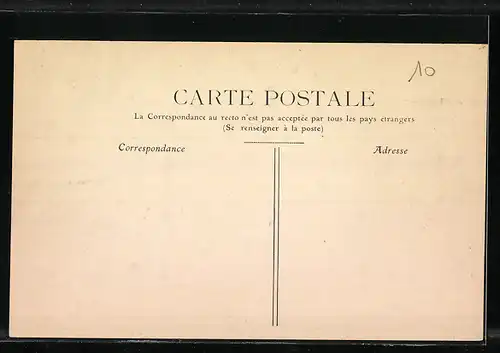 10
CARTE POSTALE
La Correspondance au recto n'est pas acceptée par tous les pays étrangers
(Se renseigner à la poste)
Correspondance
Adresse